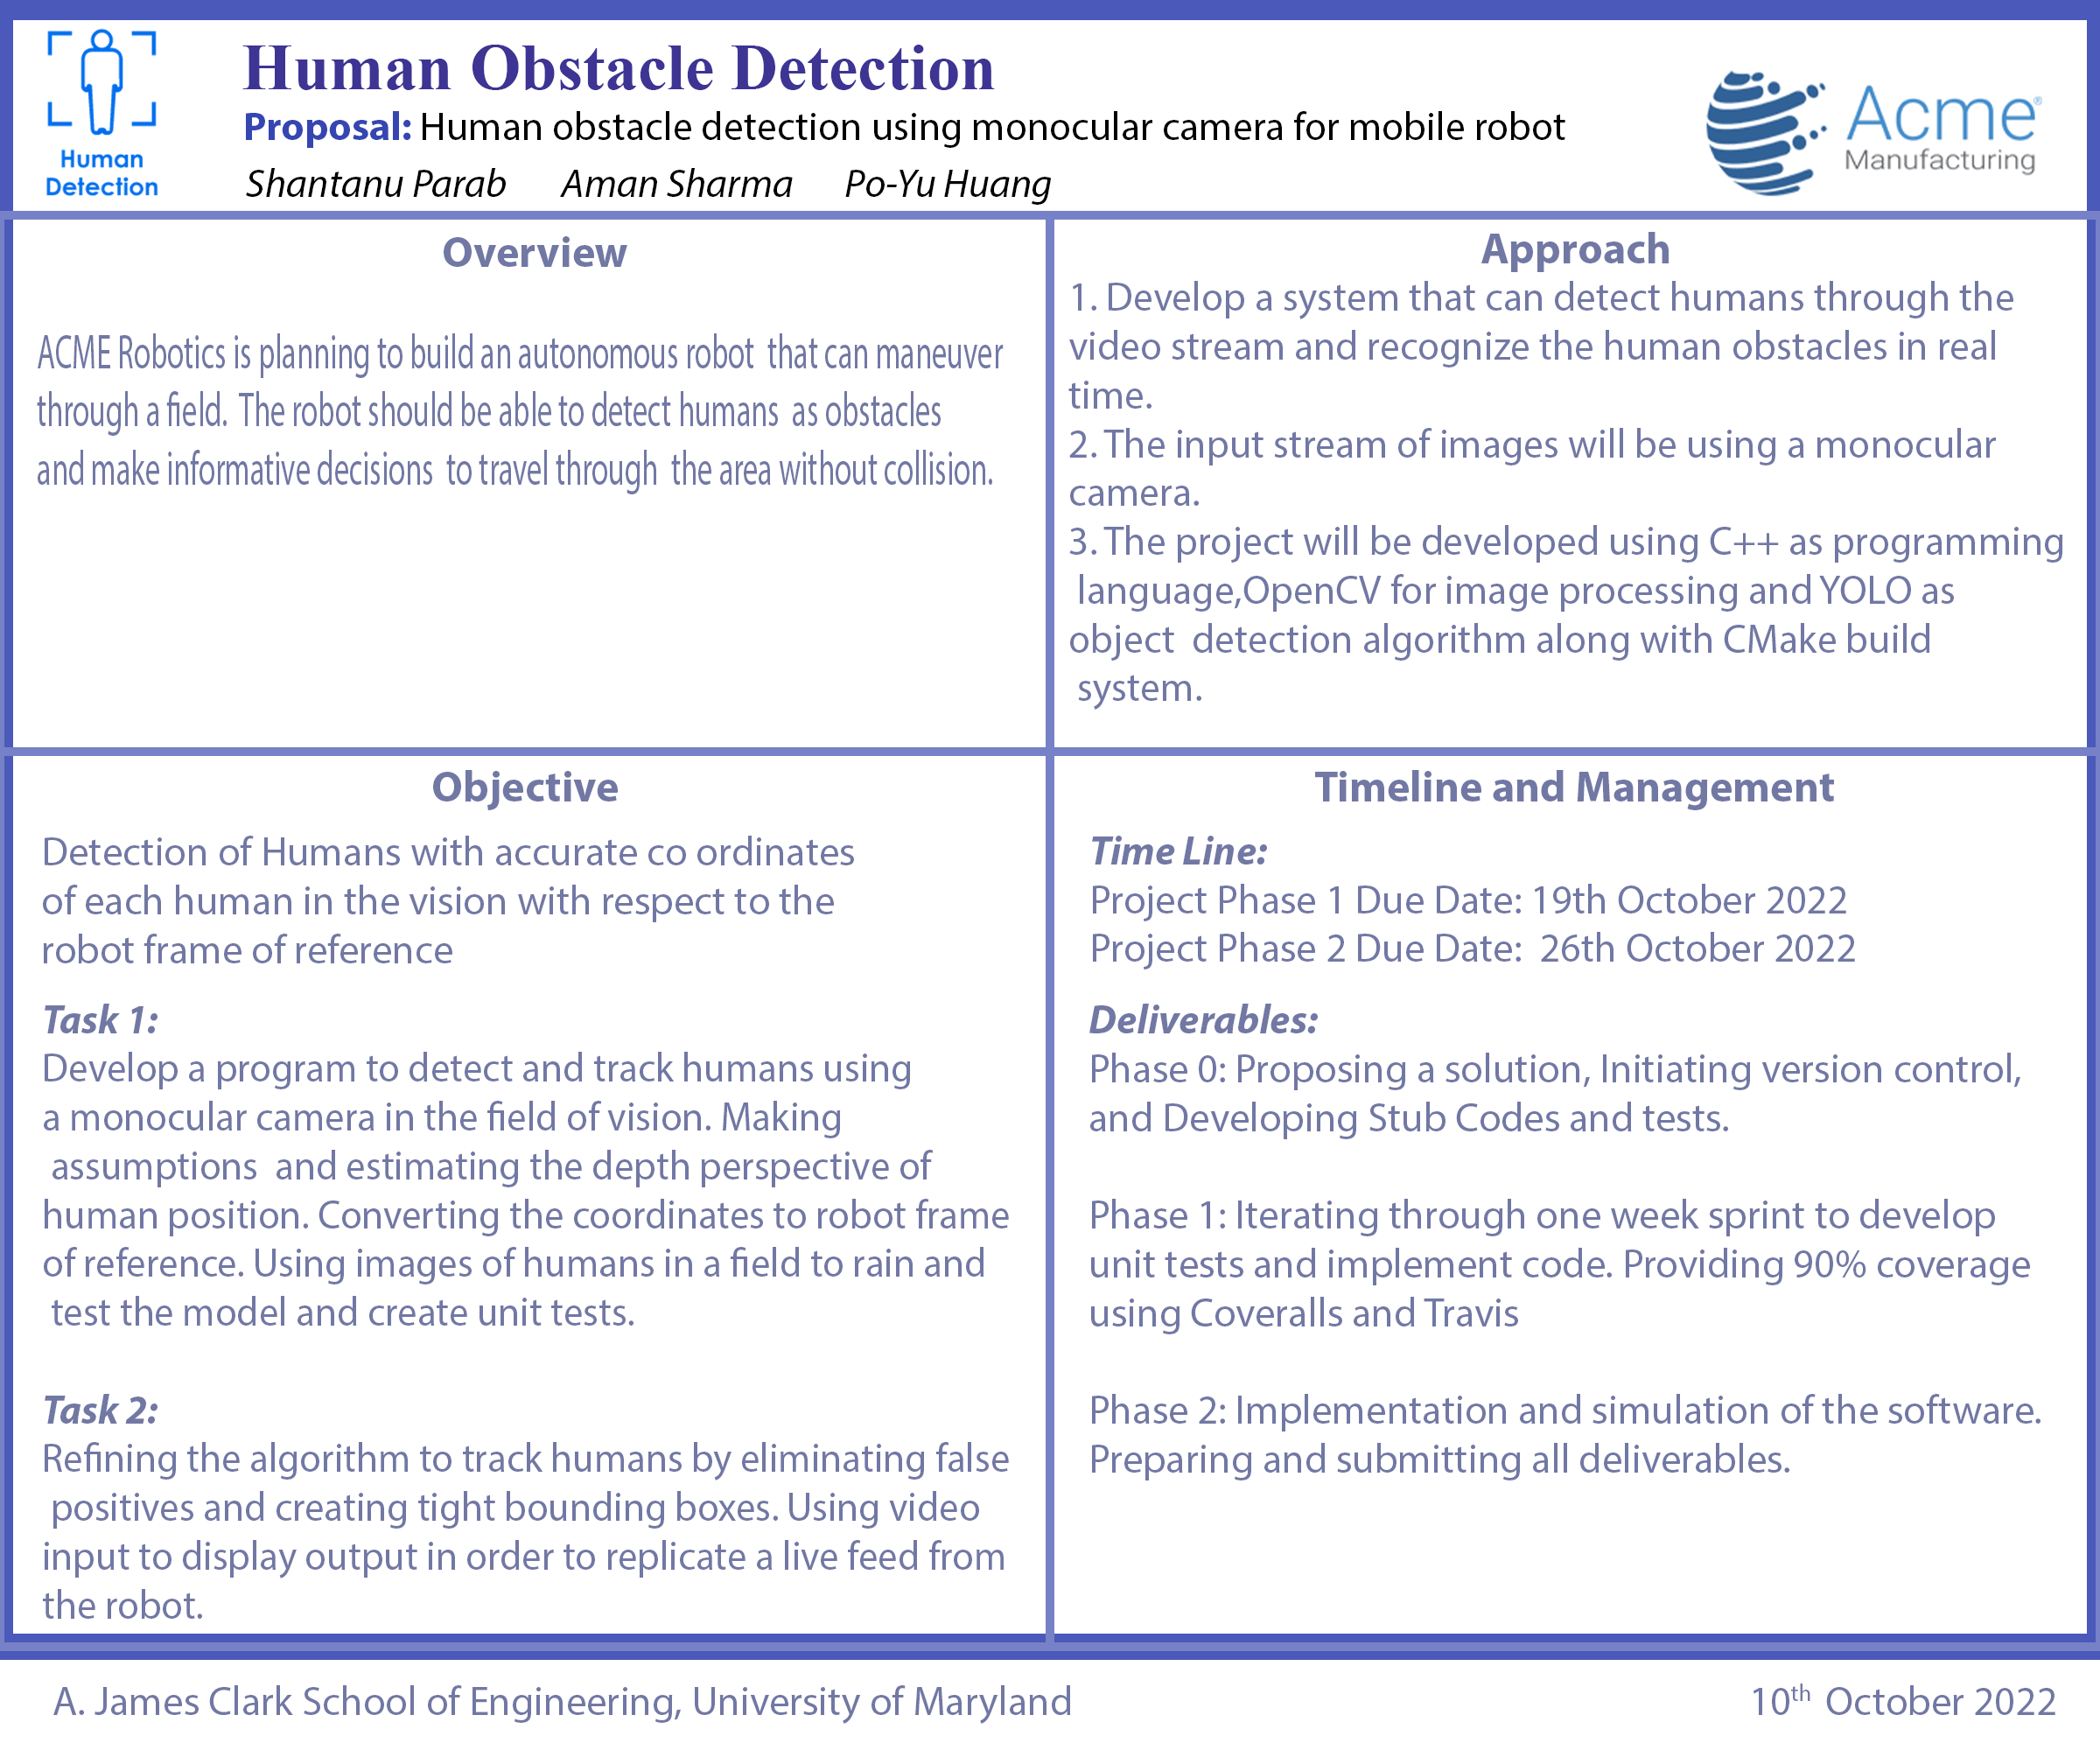 Human
Detection
Human Obstacle Detection
Proposal: Human obstacle detection using monocular camera for mobile robot
Shantanu Parab Aman Sharma Po-Yu Huang
Acme®
Manufacturing
Overview
ACME Robotics is planning to build an autonomous robot that can maneuver
through a field. The robot should be able to detect humans as obstacles
and make informative decisions to travel through the area without collision.
Approach
1. Develop a system that can detect humans through the
video stream and recognize the human obstacles in real
time.
2. The input stream of images will be using a monocular
camera.
3. The project will be developed using C++ as programming
language,OpenCV for image processing and YOLO as
object detection algorithm along with CMake build
system.
Objective
Detection of Humans with accurate co ordinates
of each human in the vision with respect to the
robot frame of reference
Task 1:
Develop a program to detect and track humans using
a monocular camera in the field of vision. Making
assumptions and estimating the depth perspective of
human position. Converting the coordinates to robot frame
of reference. Using images of humans in a field to rain and
test the model and create unit tests.
Task 2:
Refining the algorithm to track humans by eliminating false
positives and creating tight bounding boxes. Using video
input to display output in order to replicate a live feed from
the robot.
Timeline and Management
Time Line:
Project Phase 1 Due Date: 19th October 2022
Project Phase 2 Due Date: 26th October 2022
Deliverables:
Phase 0: Proposing a solution, Initiating version control,
and Developing Stub Codes and tests.
Phase 1: Iterating through one week sprint to develop
unit tests and implement code. Providing 90% coverage
using Coveralls and Travis
Phase 2: Implementation and simulation of the software.
Preparing and submitting all deliverables.
A. James Clark School of Engineering, University of Maryland
10th October 2022